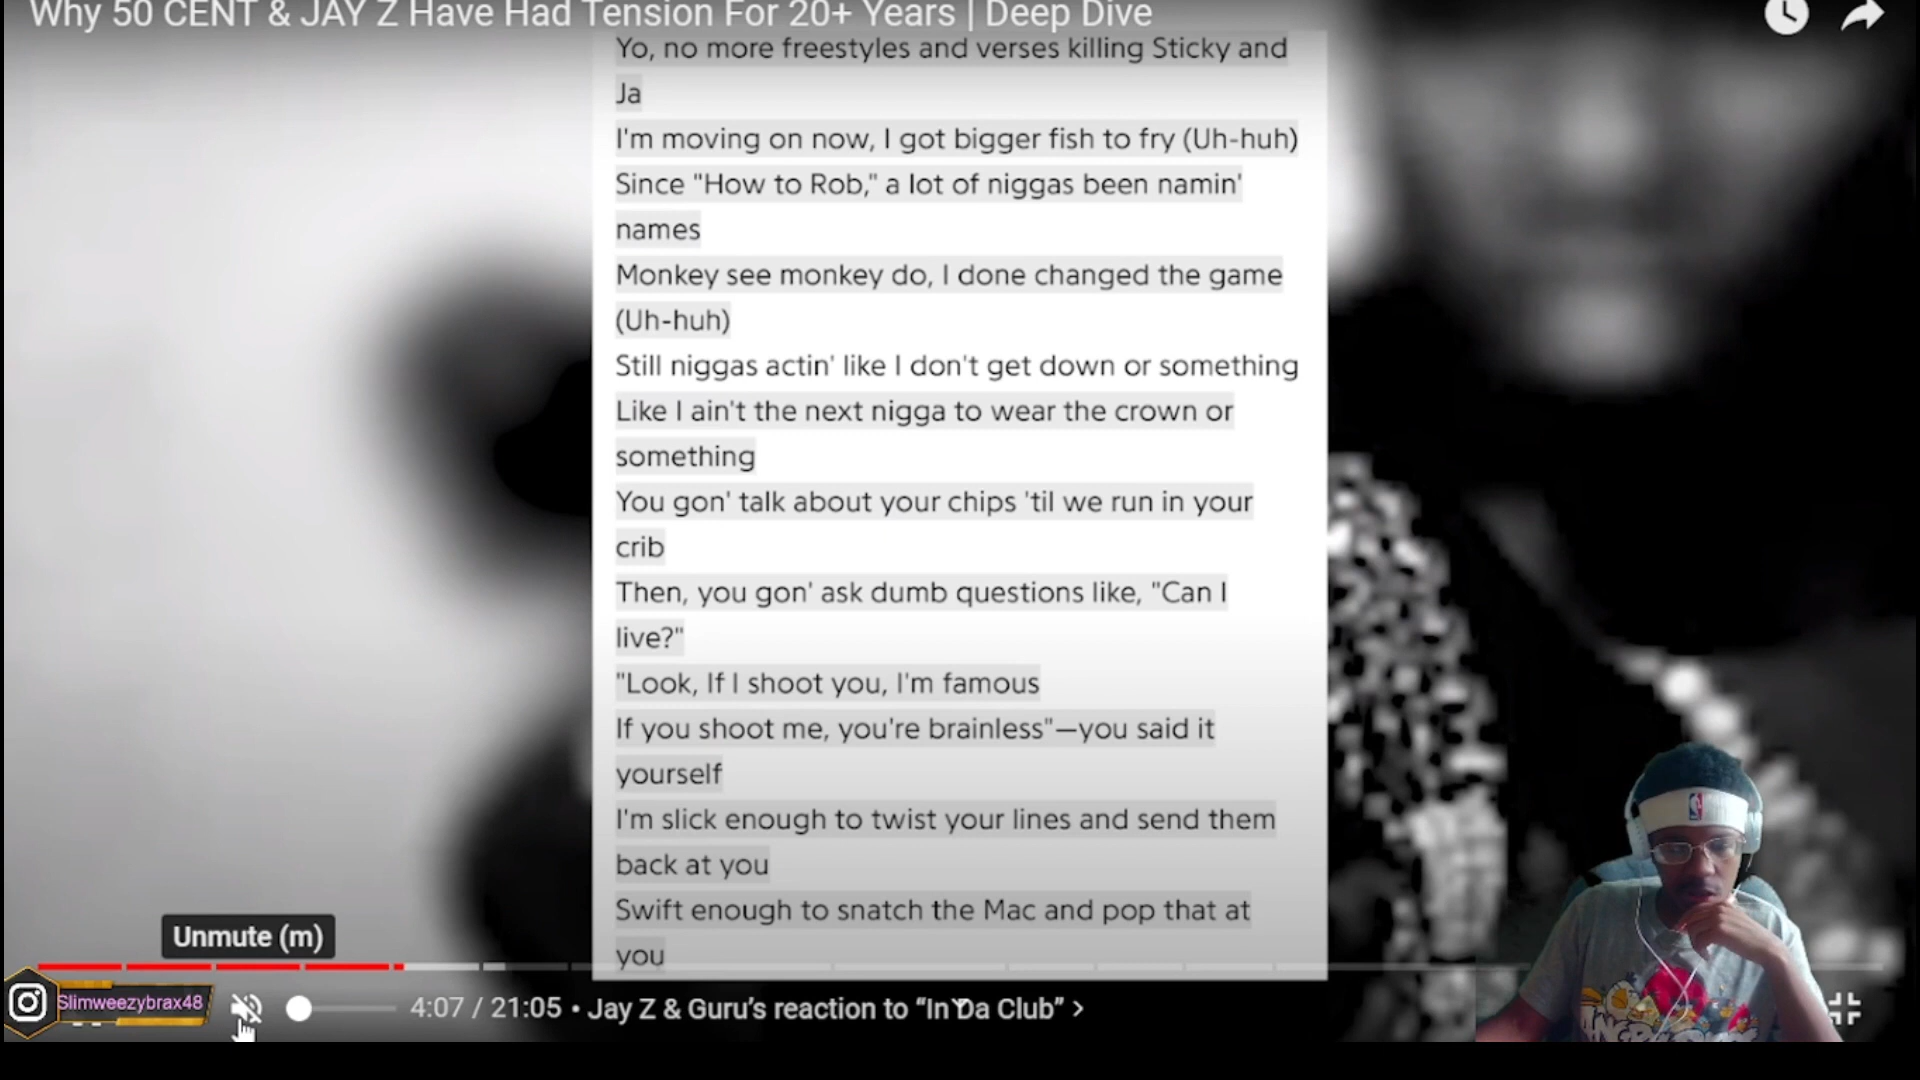 Why 50 CENT & JAY Z Have Had Tension For 20+ Years | Deep Dive
Yo, no more freestyles and verses killing Sticky and
Ja
I'm moving on now, I got bigger fish to fry (Uh-huh)
Since "How to Rob," a lot of niggas been namin'
names
Monkey see monkey do, I done changed the game
(Uh-huh)
Still niggas actin' like I don't get down or something
Like I ain't the next nigga to wear the crown or
something
You gon' talk about your chips 'til we run in your
crib
Then, you gon' ask dumb questions like, "Can I
live?"
"Look, If I shoot you, I'm famous
If you shoot me, you're brainless"—you said it
yourself
I'm slick enough to twist your lines and send them
back at you
Swift enough to snatch the Mac and pop that at
you
Unmute (m)
Slimweezybrax48
4:07 / 21:05 • Jay Z & Guru’s reaction to “In Da Club” >